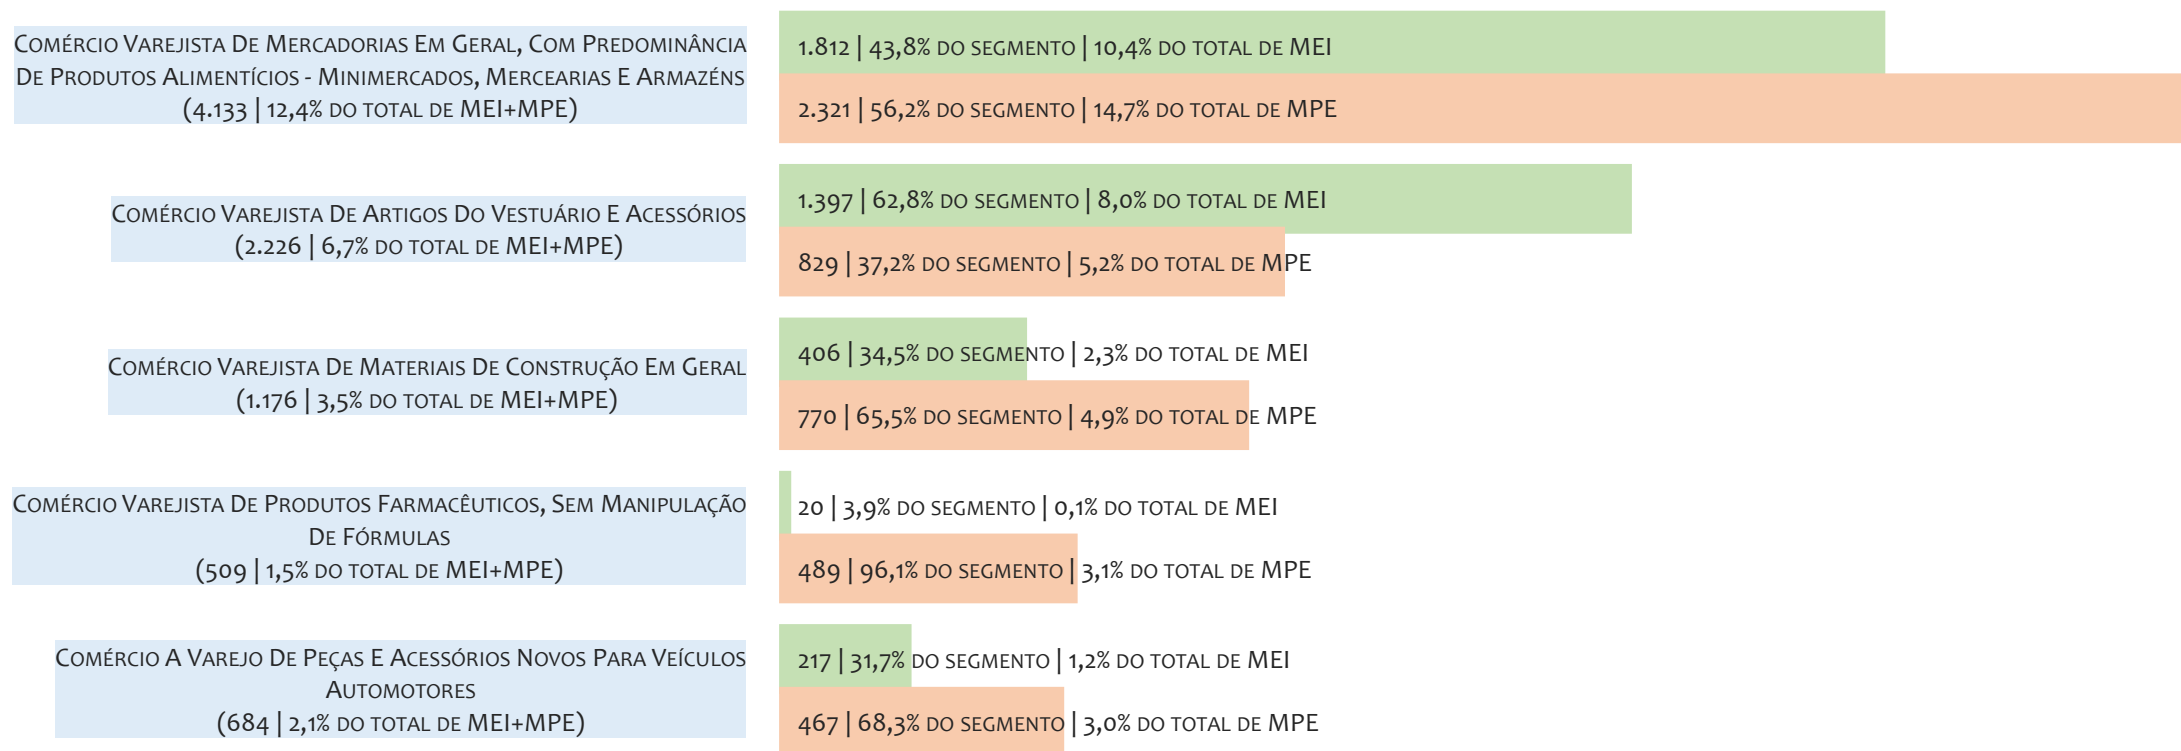 Comércio Varejista De Mercadorias Em Geral, Com Predominância
De Produtos Alimentícios - Minimercados, Mercearias E Armazéns
(4.133 | 12,4% do total de MEI+MPE)
1.812 | 43,8% do segmento | 10,4% do total de MEI
2.321 | 56,2% do segmento | 14,7% do total de MPE
Comércio Varejista De Artigos Do Vestuário E Acessórios
(2.226 | 6,7% do total de MEI+MPE)
1.397 | 62,8% do segmento | 8,0% do total de MEI
829 | 37,2% do segmento | 5,2% do total de MPE
Comércio Varejista De Materiais De Construção Em Geral
(1.176 | 3,5% do total de MEI+MPE)
406 | 34,5% do segmento | 2,3% do total de MEI
770 | 65,5% do segmento | 4,9% do total de MPE
Comércio Varejista De Produtos Farmacêuticos, Sem Manipulação
De Fórmulas
(509 | 1,5% do total de MEI+MPE)
20 | 3,9% do segmento | 0,1% do total de MEI
489 | 96,1% do segmento | 3,1% do total de MPE
Comércio A Varejo De Peças E Acessórios Novos Para Veículos
Automotores
(684 | 2,1% do total de MEI+MPE)
217 | 31,7% do segmento | 1,2% do total de MEI
467 | 68,3% do segmento | 3,0% do total de MPE